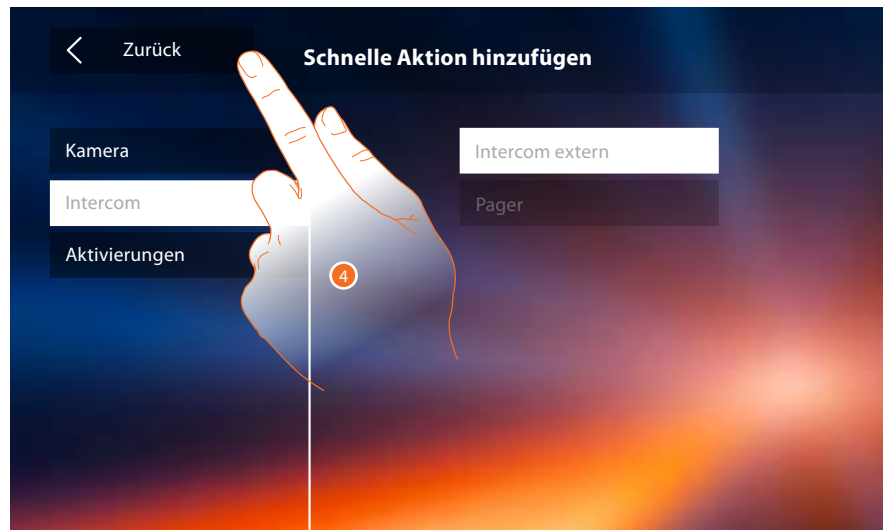 Zurück
Schnelle Aktion hinzufügen
Kamera
Intercom extern
Intercom
Pager
Aktivierungen
4